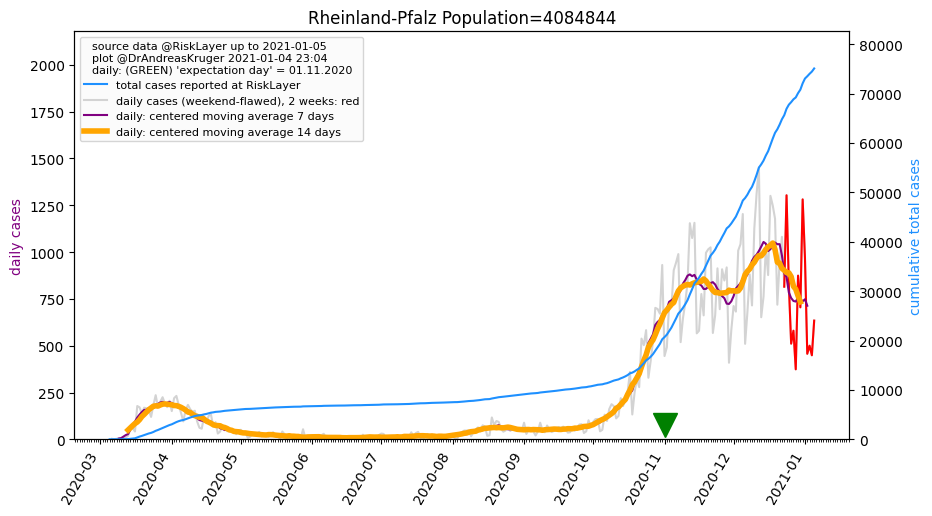 Rheinland-Pfalz Population=4084844
source data @RiskLayer up to 2021-01-05
plot @DrAndreasKruger 2021-01-04 23:04
daily: (GREEN) 'expectation day' = 01.11.2020
total cases reported at RiskLayer
daily cases (weekend-flawed), 2 weeks: red
daily: centered moving average 7 days
daily: centered moving average 14 days
daily cases
2000
1750
1500
1250
1000
750
500
250
0
80000
70000
60000
50000
40000
30000
20000
10000
0
cumulative total cases
2020-03
2020-04
2020-05
2020-06
2020-07
2020-08
2020-09
2020-10
2020-11
2020-12
2021-01